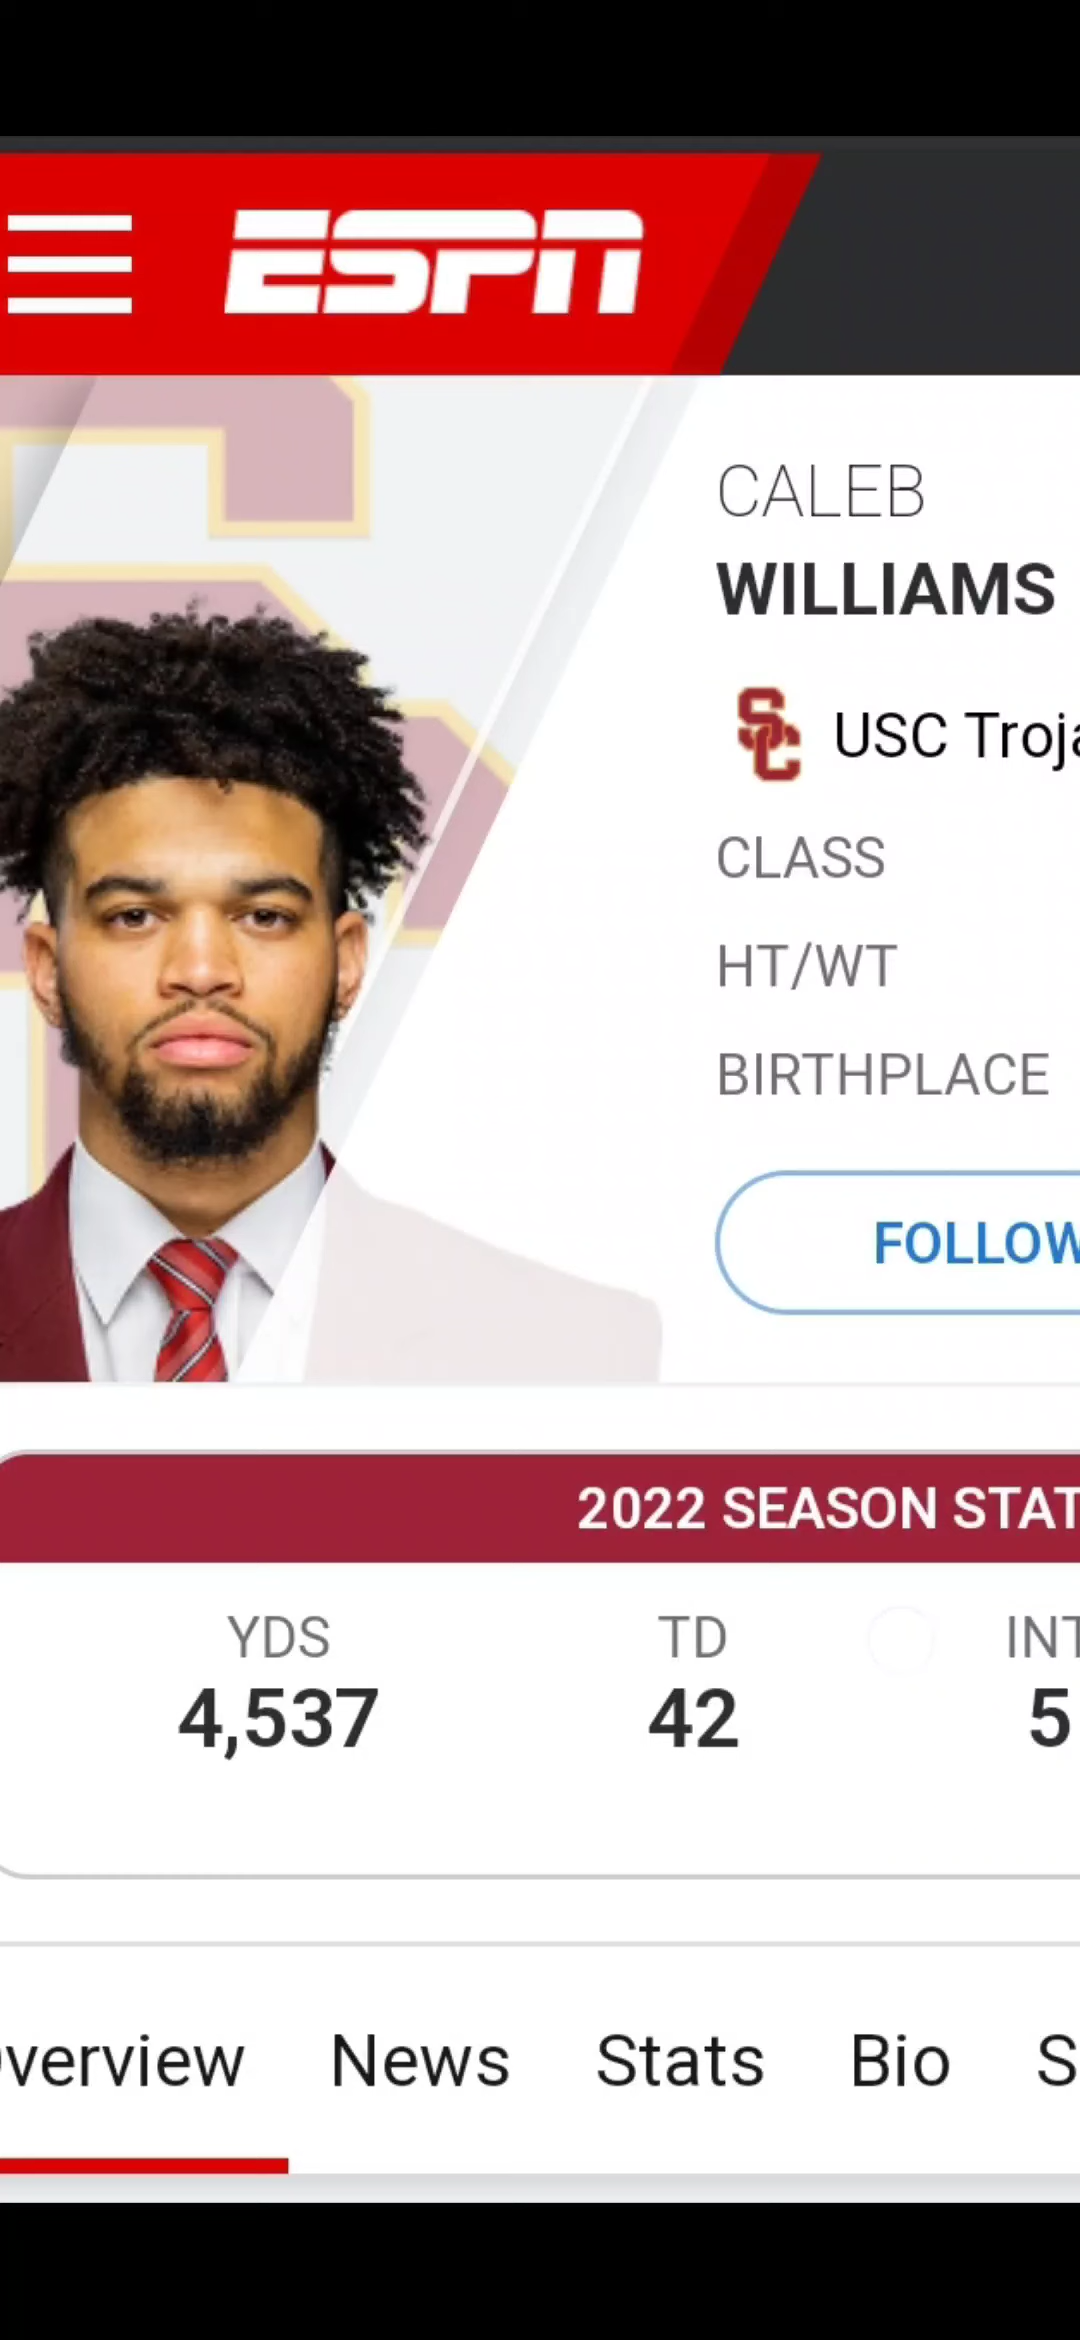 ESPN
CALEB
WILLIAMS
USC Troja
CLASS
HT/WT
BIRTHPLACE
FOLLOW
2022 SEASON STAT
YDS TD INT
4,537 42 5
verview News Stats Bio S